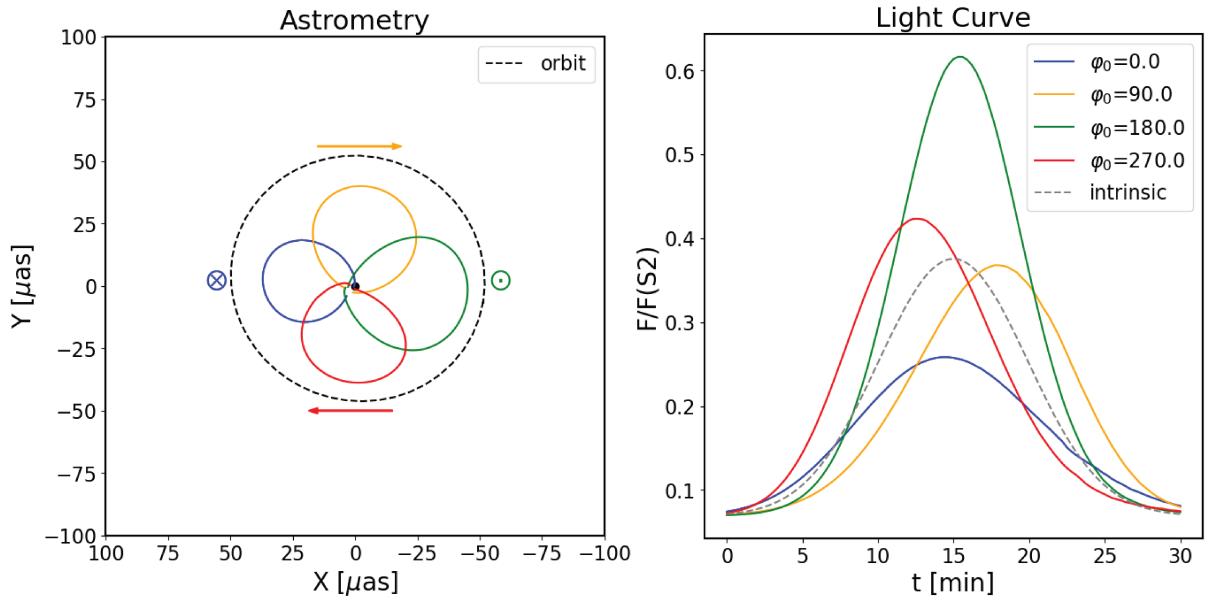 Astrometry
100
75
50
25
0
−25
−50
−75
−100
Y [μas]
100
75
50
25
0
−25
−50
−75
−100
X [μas]
orbit
Light Curve
0.6
0.5
0.4
0.3
0.2
0.1
F/F(S2)
0
5
10
15
20
25
30
t [min]
φ₀=0.0
φ₀=90.0
φ₀=180.0
φ₀=270.0
intrinsic